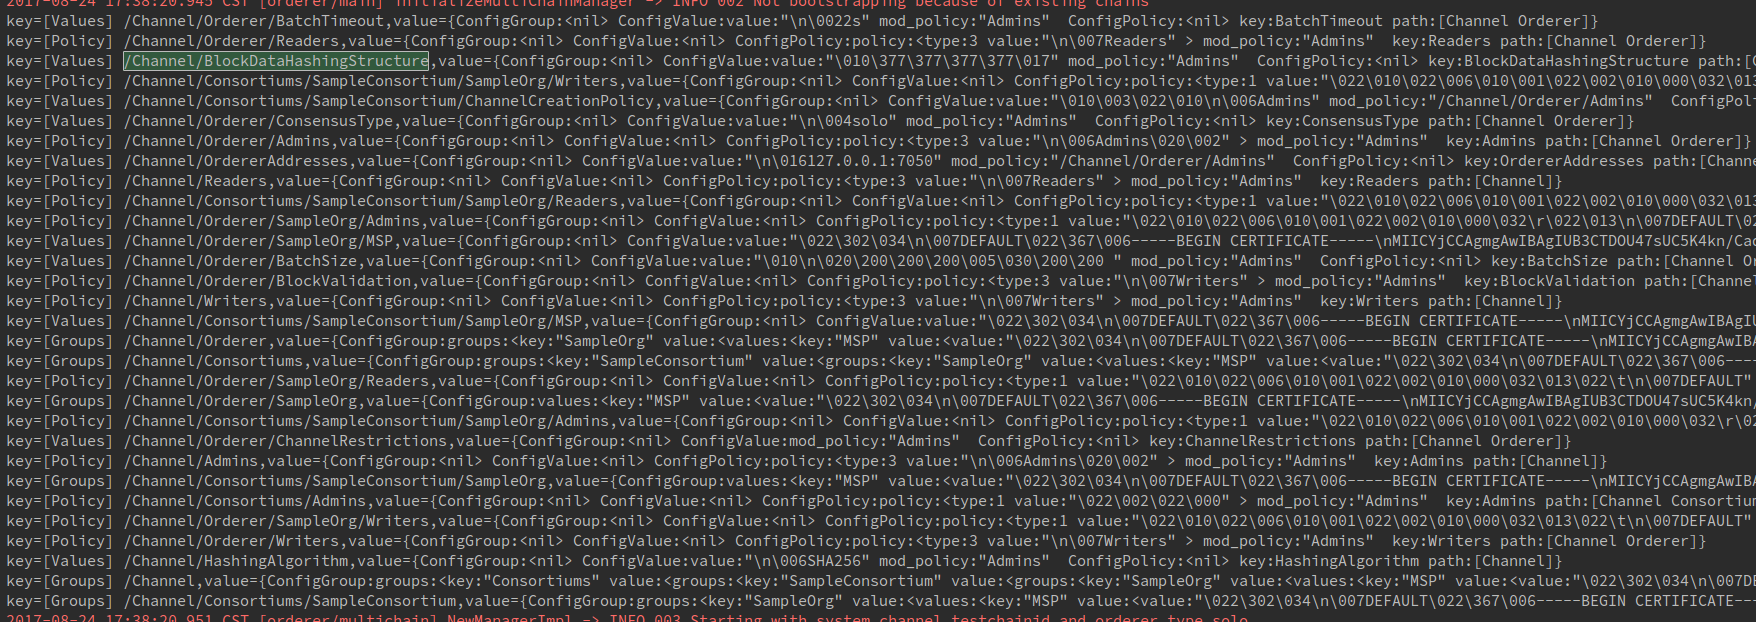 2017-08-24 17:38:20.945 CST [orderer/main] initializeMultiChainManager -> INFO 002 Not bootstrapping because of existing chains
key=[Values] /Channel/Orderer/BatchTimeout,value={ConfigGroup:<nil> ConfigValue:value:"\n\0022s" mod_policy:"Admins"  ConfigPolicy:<nil> key:BatchTimeout path:[Channel Orderer]}
key=[Policy] /Channel/Orderer/Readers,value={ConfigGroup:<nil> ConfigValue:<nil> ConfigPolicy:policy:<type:3 value:"\n\007Readers" > mod_policy:"Admins"  key:Readers path:[Channel Orderer]}
key=[Values] /Channel/BlockDataHashingStructure,value={ConfigGroup:<nil> ConfigValue:value:"\010\377\377\377\377\017" mod_policy:"Admins"  ConfigPolicy:<nil> key:BlockDataHashingStructure path:[C
key=[Policy] /Channel/Consortiums/SampleConsortium/SampleOrg/Writers,value={ConfigGroup:<nil> ConfigValue:<nil> ConfigPolicy:policy:<type:1 value:"\022\010\022\006\010\001\022\002\010\000\032\013
key=[Values] /Channel/Consortiums/SampleConsortium/ChannelCreationPolicy,value={ConfigGroup:<nil> ConfigValue:value:"\010\003\022\010\n\006Admins" mod_policy:"/Channel/Orderer/Admins"  ConfigPol
key=[Values] /Channel/Orderer/ConsensusType,value={ConfigGroup:<nil> ConfigValue:value:"\n\004solo" mod_policy:"Admins"  ConfigPolicy:<nil> key:ConsensusType path:[Channel Orderer]}
key=[Policy] /Channel/Orderer/Admins,value={ConfigGroup:<nil> ConfigValue:<nil> ConfigPolicy:policy:<type:3 value:"\n\006Admins\020\002" > mod_policy:"Admins"  key:Admins path:[Channel Orderer]}
key=[Values] /Channel/OrdererAddresses,value={ConfigGroup:<nil> ConfigValue:value:"\n\016127.0.0.1:7050" mod_policy:"/Channel/Orderer/Admins"  ConfigPolicy:<nil> key:OrdererAddresses path:[Channe
key=[Policy] /Channel/Readers,value={ConfigGroup:<nil> ConfigValue:<nil> ConfigPolicy:policy:<type:3 value:"\n\007Readers" > mod_policy:"Admins"  key:Readers path:[Channel]}
key=[Policy] /Channel/Consortiums/SampleConsortium/SampleOrg/Readers,value={ConfigGroup:<nil> ConfigValue:<nil> ConfigPolicy:policy:<type:1 value:"\022\010\022\006\010\001\022\002\010\000\032\013
key=[Policy] /Channel/Orderer/SampleOrg/Admins,value={ConfigGroup:<nil> ConfigValue:<nil> ConfigPolicy:policy:<type:1 value:"\022\010\022\006\010\001\022\002\010\000\032\r\022\013\n\007DEFAULT\02
key=[Values] /Channel/Orderer/SampleOrg/MSP,value={ConfigGroup:<nil> ConfigValue:value:"\022\302\034\n\007DEFAULT\022\367\006-----BEGIN CERTIFICATE-----\nMIICYjCCAgmgAwIBAgIUB3CTDOU47sUC5K4kn/Caq
key=[Values] /Channel/Orderer/BatchSize,value={ConfigGroup:<nil> ConfigValue:value:"\010\n\020\200\200\200\005\030\200\200 " mod_policy:"Admins"  ConfigPolicy:<nil> key:BatchSize path:[Channel Or
key=[Policy] /Channel/Orderer/BlockValidation,value={ConfigGroup:<nil> ConfigValue:<nil> ConfigPolicy:policy:<type:3 value:"\n\007Writers" > mod_policy:"Admins"  key:BlockValidation path:[Channel
key=[Policy] /Channel/Writers,value={ConfigGroup:<nil> ConfigValue:<nil> ConfigPolicy:policy:<type:3 value:"\n\007Writers" > mod_policy:"Admins"  key:Writers path:[Channel]}
key=[Values] /Channel/Consortiums/SampleConsortium/SampleOrg/MSP,value={ConfigGroup:<nil> ConfigValue:value:"\022\302\034\n\007DEFAULT\022\367\006-----BEGIN CERTIFICATE-----\nMIICYjCCAgmgAwIBAgIU
key=[Groups] /Channel/Orderer,value={ConfigGroup:groups:<key:"SampleOrg" value:<values:<key:"MSP" value:<value:"\022\302\034\n\007DEFAULT\022\367\006-----BEGIN CERTIFICATE-----\nMIICYjCCAgmgAwIBA
key=[Groups] /Channel/Consortiums,value={ConfigGroup:groups:<key:"SampleConsortium" value:<groups:<key:"SampleOrg" value:<values:<key:"MSP" value:<value:"\022\302\034\n\007DEFAULT\022\367\006----
key=[Policy] /Channel/Orderer/SampleOrg/Readers,value={ConfigGroup:<nil> ConfigValue:<nil> ConfigPolicy:policy:<type:1 value:"\022\010\022\006\010\001\022\002\010\000\032\013\022\t\n\007DEFAULT"
key=[Groups] /Channel/Orderer/SampleOrg,value={ConfigGroup:values:<key:"MSP" value:<value:"\022\302\034\n\007DEFAULT\022\367\006-----BEGIN CERTIFICATE-----\nMIICYjCCAgmgAwIBAgIUB3CTDOU47sUC5K4kn/
key=[Policy] /Channel/Consortiums/SampleConsortium/SampleOrg/Admins,value={ConfigGroup:<nil> ConfigValue:<nil> ConfigPolicy:policy:<type:1 value:"\022\010\022\006\010\001\022\002\010\000\032\r\02
key=[Values] /Channel/Orderer/ChannelRestrictions,value={ConfigGroup:<nil> ConfigValue:mod_policy:"Admins"  ConfigPolicy:<nil> key:ChannelRestrictions path:[Channel Orderer]}
key=[Policy] /Channel/Admins,value={ConfigGroup:<nil> ConfigValue:<nil> ConfigPolicy:policy:<type:3 value:"\n\006Admins\020\002" > mod_policy:"Admins"  key:Admins path:[Channel]}
key=[Groups] /Channel/Consortiums/SampleConsortium/SampleOrg,value={ConfigGroup:values:<key:"MSP" value:<value:"\022\302\034\n\007DEFAULT\022\367\006-----BEGIN CERTIFICATE-----\nMIICYjCCAgmgAwIBA
key=[Policy] /Channel/Consortiums/Admins,value={ConfigGroup:<nil> ConfigValue:<nil> ConfigPolicy:policy:<type:1 value:"\022\002\022\000" > mod_policy:"Admins"  key:Admins path:[Channel Consortium
key=[Policy] /Channel/Orderer/SampleOrg/Writers,value={ConfigGroup:<nil> ConfigValue:<nil> ConfigPolicy:policy:<type:1 value:"\022\010\022\006\010\001\022\002\010\000\032\013\022\t\n\007DEFAULT"
key=[Policy] /Channel/Orderer/Writers,value={ConfigGroup:<nil> ConfigValue:<nil> ConfigPolicy:policy:<type:3 value:"\n\007Writers" > mod_policy:"Admins"  key:Writers path:[Channel Orderer]}
key=[Values] /Channel/HashingAlgorithm,value={ConfigGroup:<nil> ConfigValue:value:"\n\006SHA256" mod_policy:"Admins"  ConfigPolicy:<nil> key:HashingAlgorithm path:[Channel]}
key=[Groups] /Channel,value={ConfigGroup:groups:<key:"Consortiums" value:<groups:<key:"SampleConsortium" value:<groups:<key:"SampleOrg" value:<values:<key:"MSP" value:<value:"\022\302\034\n\007DE
key=[Groups] /Channel/Consortiums/SampleConsortium,value={ConfigGroup:groups:<key:"SampleOrg" value:<values:<key:"MSP" value:<value:"\022\302\034\n\007DEFAULT\022\367\006-----BEGIN CERTIFICATE---
2017-08-24 17:38:20.951 CST [orderer/multichain] NewManagerImpl -> INFO 003 Starting with system channel testchainid and orderer type solo